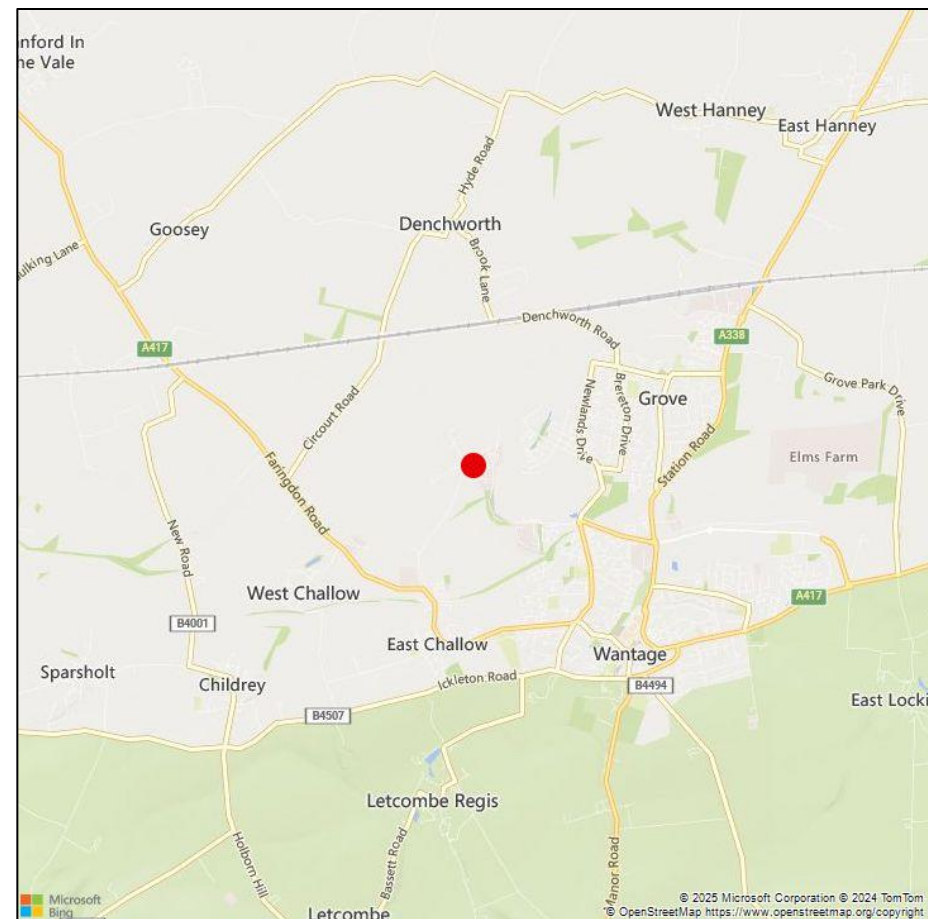 nford In
he Vale
West Hanney
East Hanney
Hyde Road
Denchworth
Goosey
ulking Lane
Brook Lane
Denchworth Road
A417
A338
Grove Park Drive
Newlands Drive
Brereton Drive
Grove
Circourt Road
Station Road
Elms Farm
Faringdon Road
New Road
West Challow
A417
B4001
East Challow
Wantage
Sparsholt
Childrey
Ickleton Road
B4494
East Locki
B4507
Letcombe Regis
Holborn Hill
Bassett Road
Manor Road
Letcombe
Microsoft
Bing
© 2025 Microsoft Corporation © 2024 TomTom
© OpenStreetMap https://www.openstreetmap.org/copyright